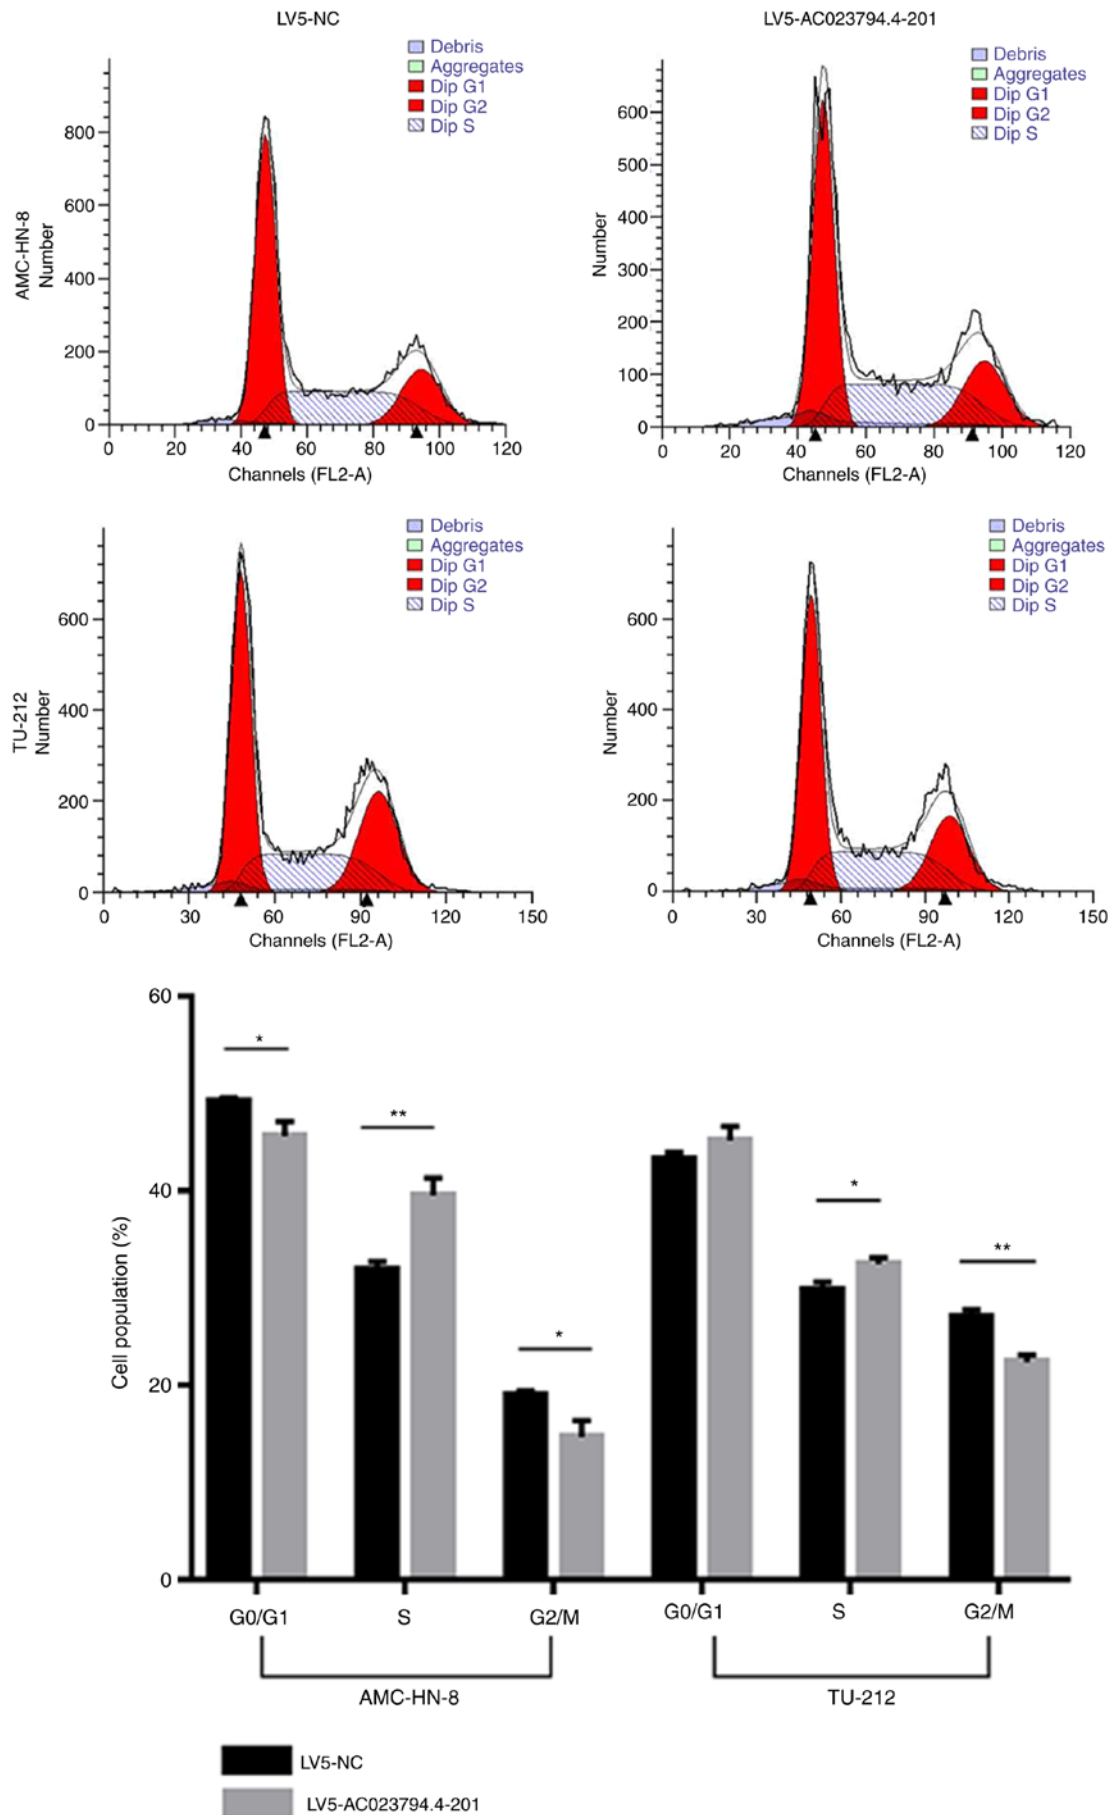 LV5-NC
LV5-AC023794.4-201
Debris
Aggregates
Dip G1
Dip G2
Dip S
AMC-HN-8
Number
800
600
400
200
0
0 20 40 60 80 100 120
Channels (FL2-A)
Debris
Aggregates
Dip G1
Dip G2
Dip S
Number
600
500
400
300
200
100
0
0 20 40 60 80 100 120
Channels (FL2-A)
Debris
Aggregates
Dip G1
Dip G2
Dip S
TU-212
Number
600
400
200
0
0 30 60 90 120 150
Channels (FL2-A)
Debris
Aggregates
Dip G1
Dip G2
Dip S
Number
600
400
200
0
0 30 60 90 120 150
Channels (FL2-A)
Cell population (%)
60
40
20
0
*
**
*
*
**
G0/G1 S G2/M G0/G1 S G2/M
AMC-HN-8 TU-212
LV5-NC
LV5-AC023794.4-201